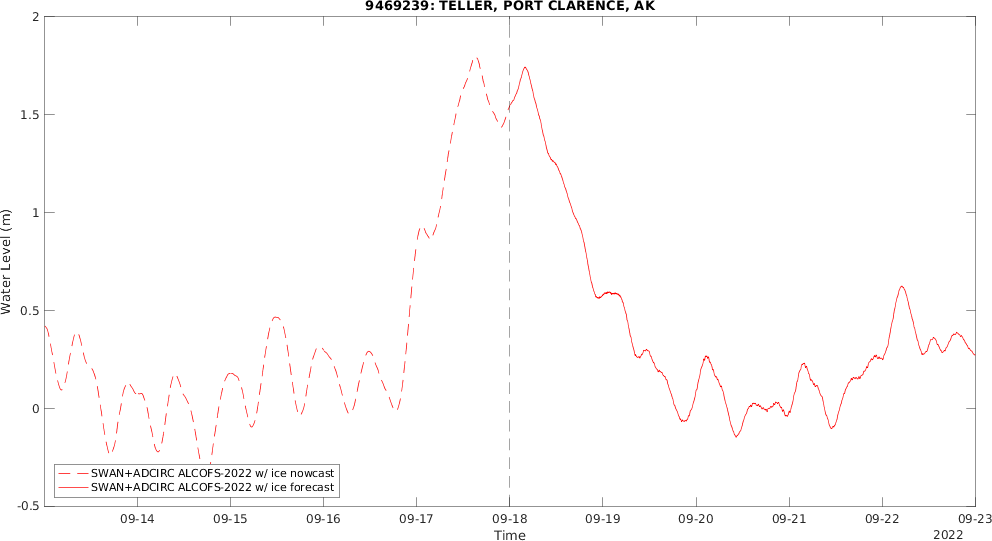 9469239: TELLER, PORT CLARENCE, AK
2
1.5
1
0.5
0
-0.5
Water Level (m)
SWAN+ADCIRC ALCOFS-2022 w/ ice nowcast
SWAN+ADCIRC ALCOFS-2022 w/ ice forecast
09-14 09-15 09-16 09-17 09-18 09-19 09-20 09-21 09-22 09-23
Time
2022